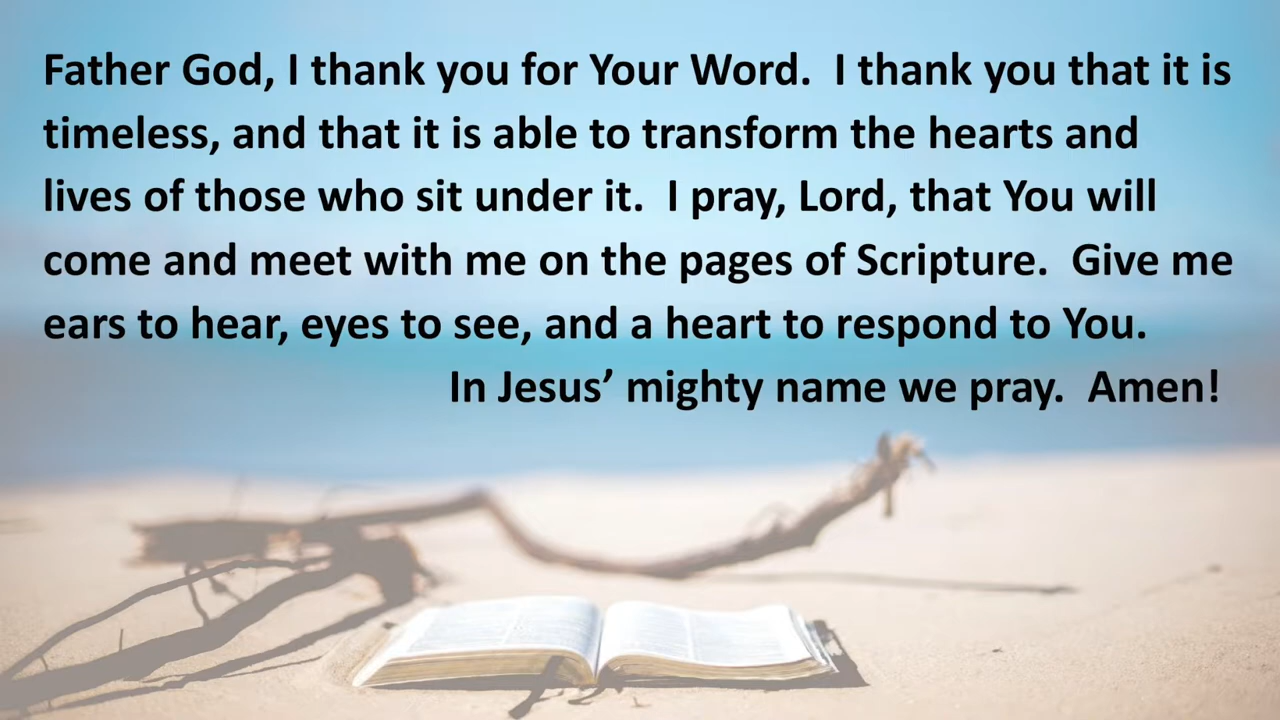 Father God, I thank you for Your Word.  I thank you that it is
timeless, and that it is able to transform the hearts and
lives of those who sit under it.  I pray, Lord, that You will
come and meet with me on the pages of Scripture.  Give me
ears to hear, eyes to see, and a heart to respond to You.
In Jesus’ mighty name we pray.  Amen!